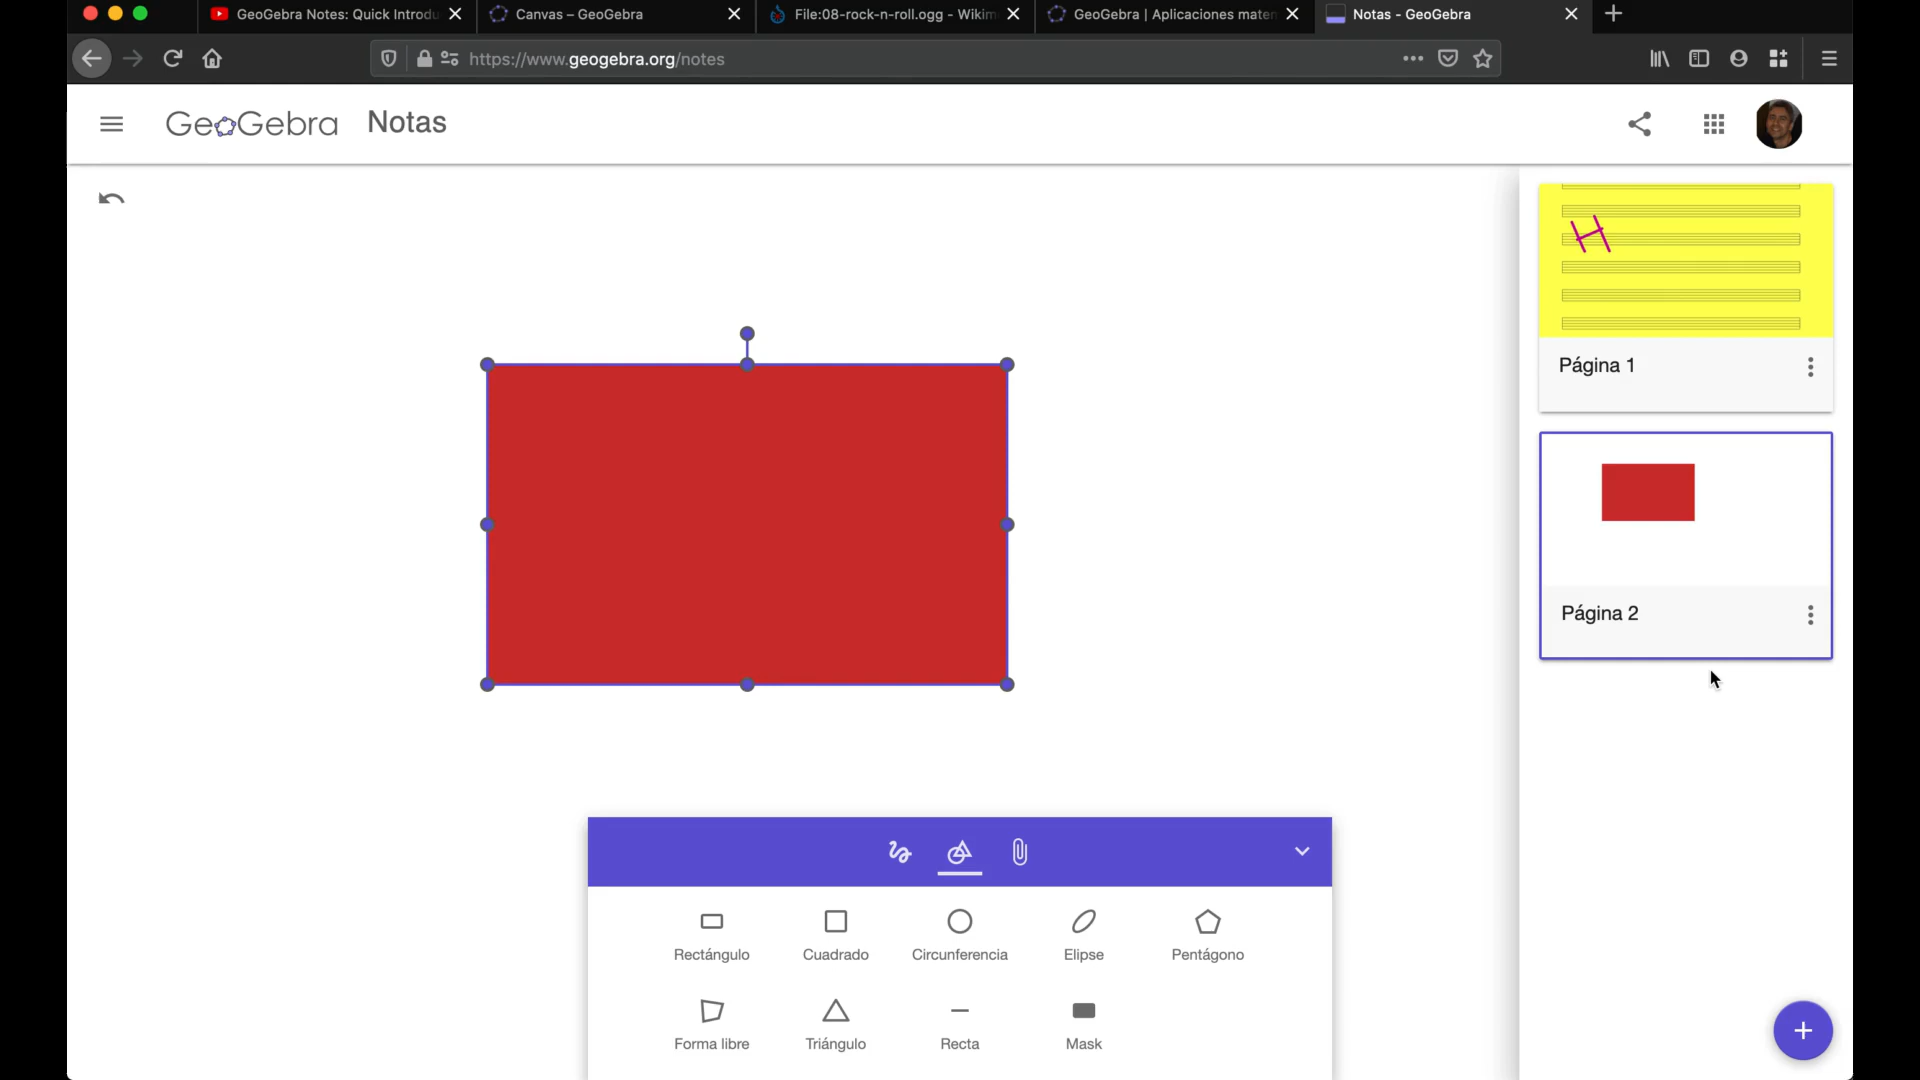 GeoGebra Notes: Quick Introdu
Canvas – GeoGebra
File:08-rock-n-roll.ogg - Wikim
GeoGebra | Aplicaciones matem
Notas - GeoGebra
https://www.geogebra.org/notes
GeoGebra Notas
Página 1
Página 2
Rectángulo
Cuadrado
Circunferencia
Elipse
Pentágono
Forma libre
Triángulo
Recta
Mask